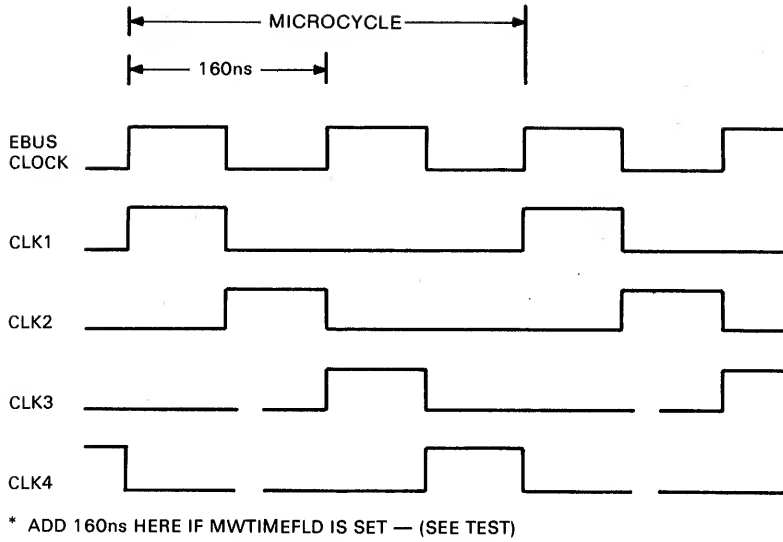 MICROCYCLE
160ns
EBUS
CLOCK
CLK1
CLK2
CLK3
CLK4
* ADD 160ns HERE IF MWTIMEFLD IS SET — (SEE TEST)